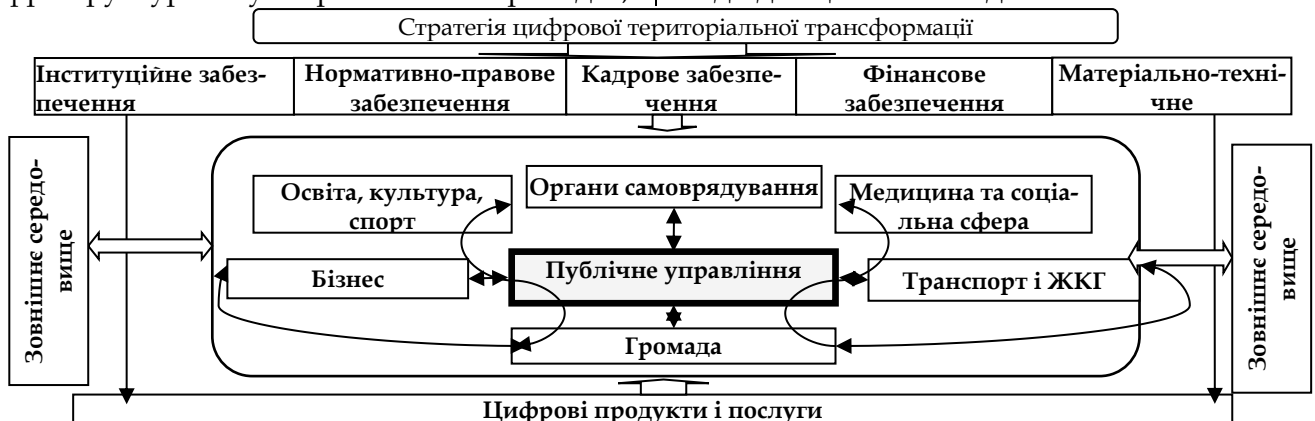 Стратегія цифрової територіальної трансформації
Інституційне забез-
печення
Нормативно-правове
забезпечення
Кадрове забезпе-
чення
Фінансове
забезпечення
Матеріально-техні-
чне
Зовнішнє середо-
вище
Освіта, культура,
спорт
Органи самоврядування
Медицина та соціа-
льна сфера
Бізнес
Публічне управління
Транспорт і ЖКГ
Громада
Зовнішнє середо-
вище
Цифрові продукти і послуги